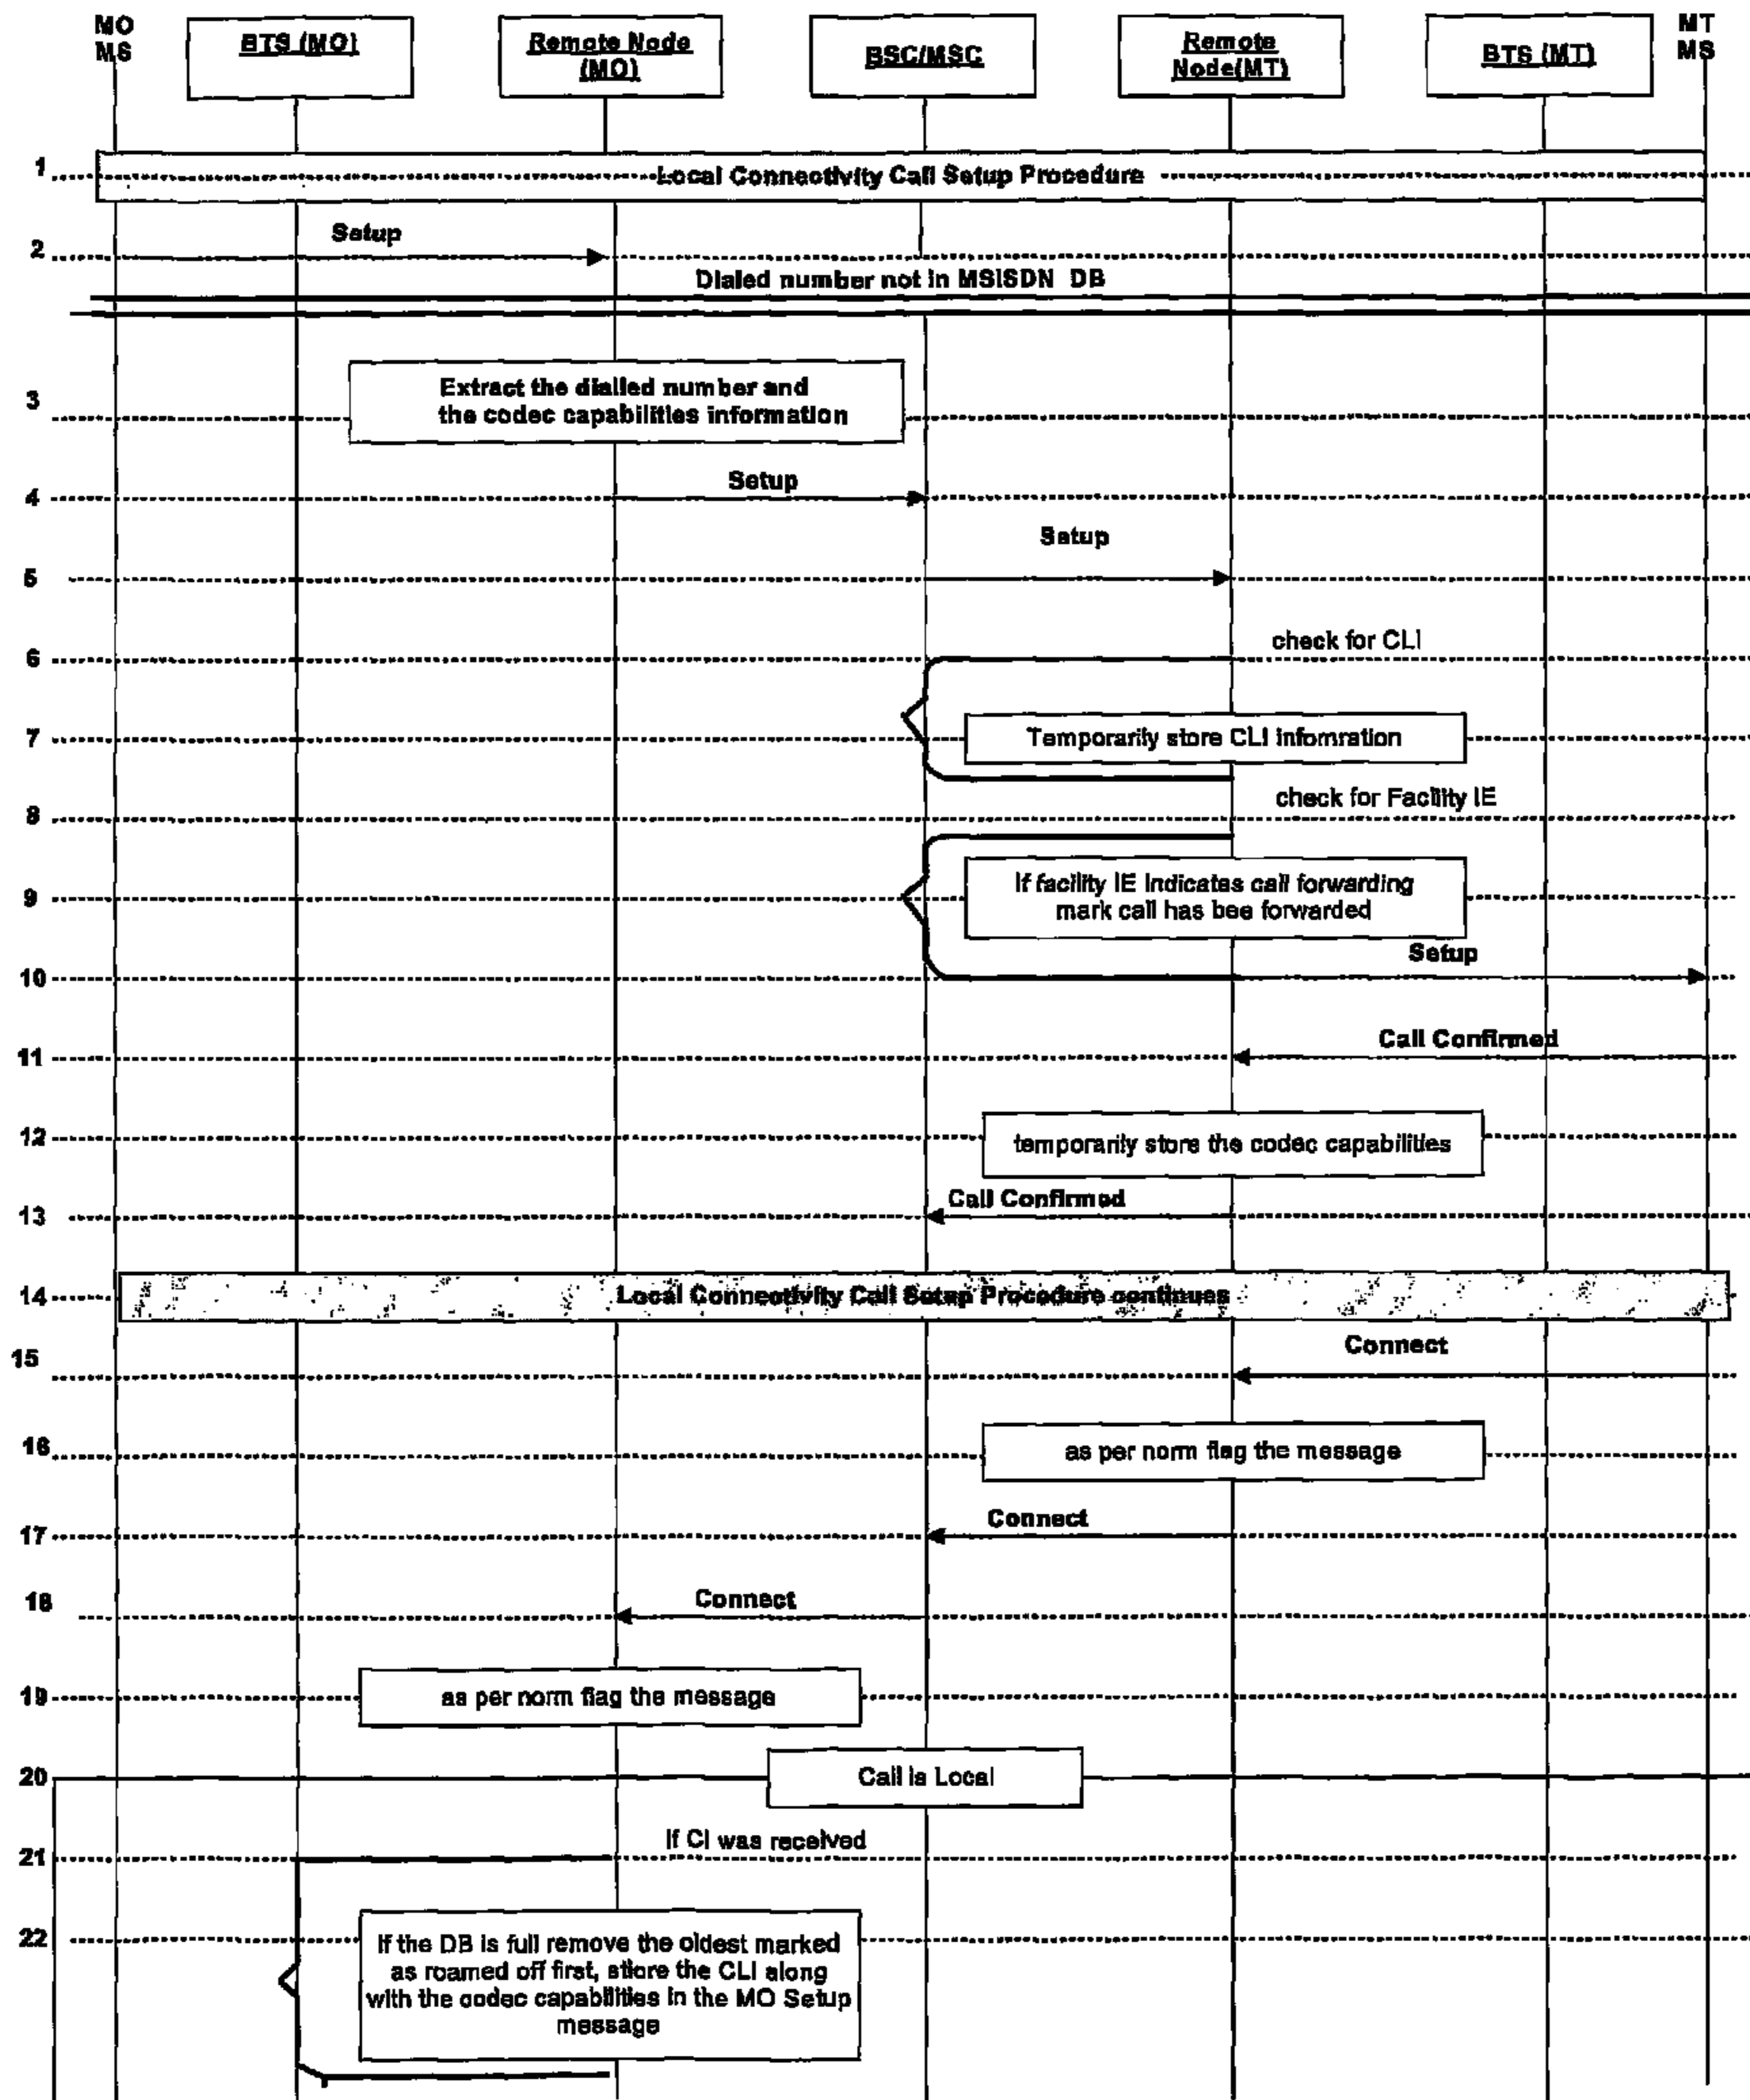 MO
MS
BTS (MO)
Remote Node
(MO)
BSC/MSC
Remote
Node(MT)
BTS (MT)
MT
MS
1
Local Connectivity Call Setup Procedure
2
Setup
Dialed number not in MSISDN DB
3
Extract the dialled number and
the codec capabilities information
4
Setup
5
Setup
6
check for CLI
7
Temporarily store CLI infomration
8
check for Facility IE
9
If facility IE indicates call forwarding
mark call has bee forwarded
10
Setup
11
Call Confirmed
12
temporarily store the codec capabilities
13
Call Confirmed
14
Local Connectivity Call Setup Procedure continues
15
Connect
16
as per norm flag the message
17
Connect
18
Connect
19
as per norm flag the message
20
Call is Local
21
If CI was received
22
If the DB is full remove the oldest marked
as roamed off first, store the CLI along
with the codec capabilities in the MO Setup
message